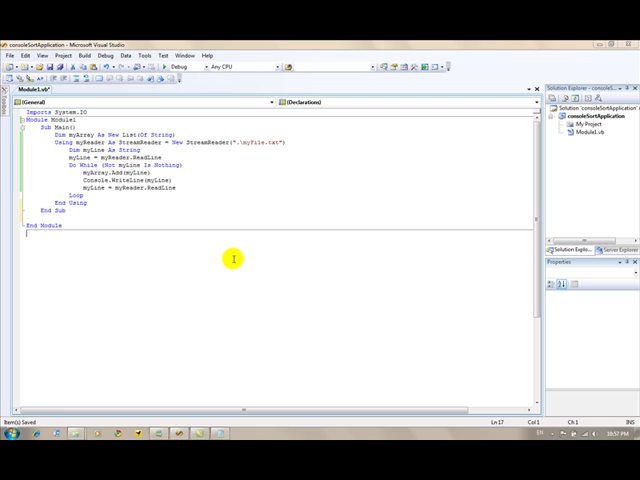 consoleSortApplication - Microsoft Visual Studio
File Edit View Project Build Debug Data Tools Test Window Help
Debug Any CPU
Module1.vb*
(General) (Declarations)
Imports System.IO
Module Module1
Sub Main()
Dim myArray As New List(Of String)
Using myReader As StreamReader = New StreamReader(".\myFile.txt")
Dim myLine As String
myLine = myReader.ReadLine
Do While (Not myLine Is Nothing)
myArray.Add(myLine)
Console.WriteLine(myLine)
myLine = myReader.ReadLine
Loop
End Using
End Sub
End Module
Toolbox
Solution Explorer - consoleS...
Solution 'consoleSortApplication'
consoleSortApplication
My Project
Module1.vb
Solution Explo... Server Explorer
Properties
Item(s) Saved Ln 17 Col 1 Ch 1 INS
EN 10:57 PM